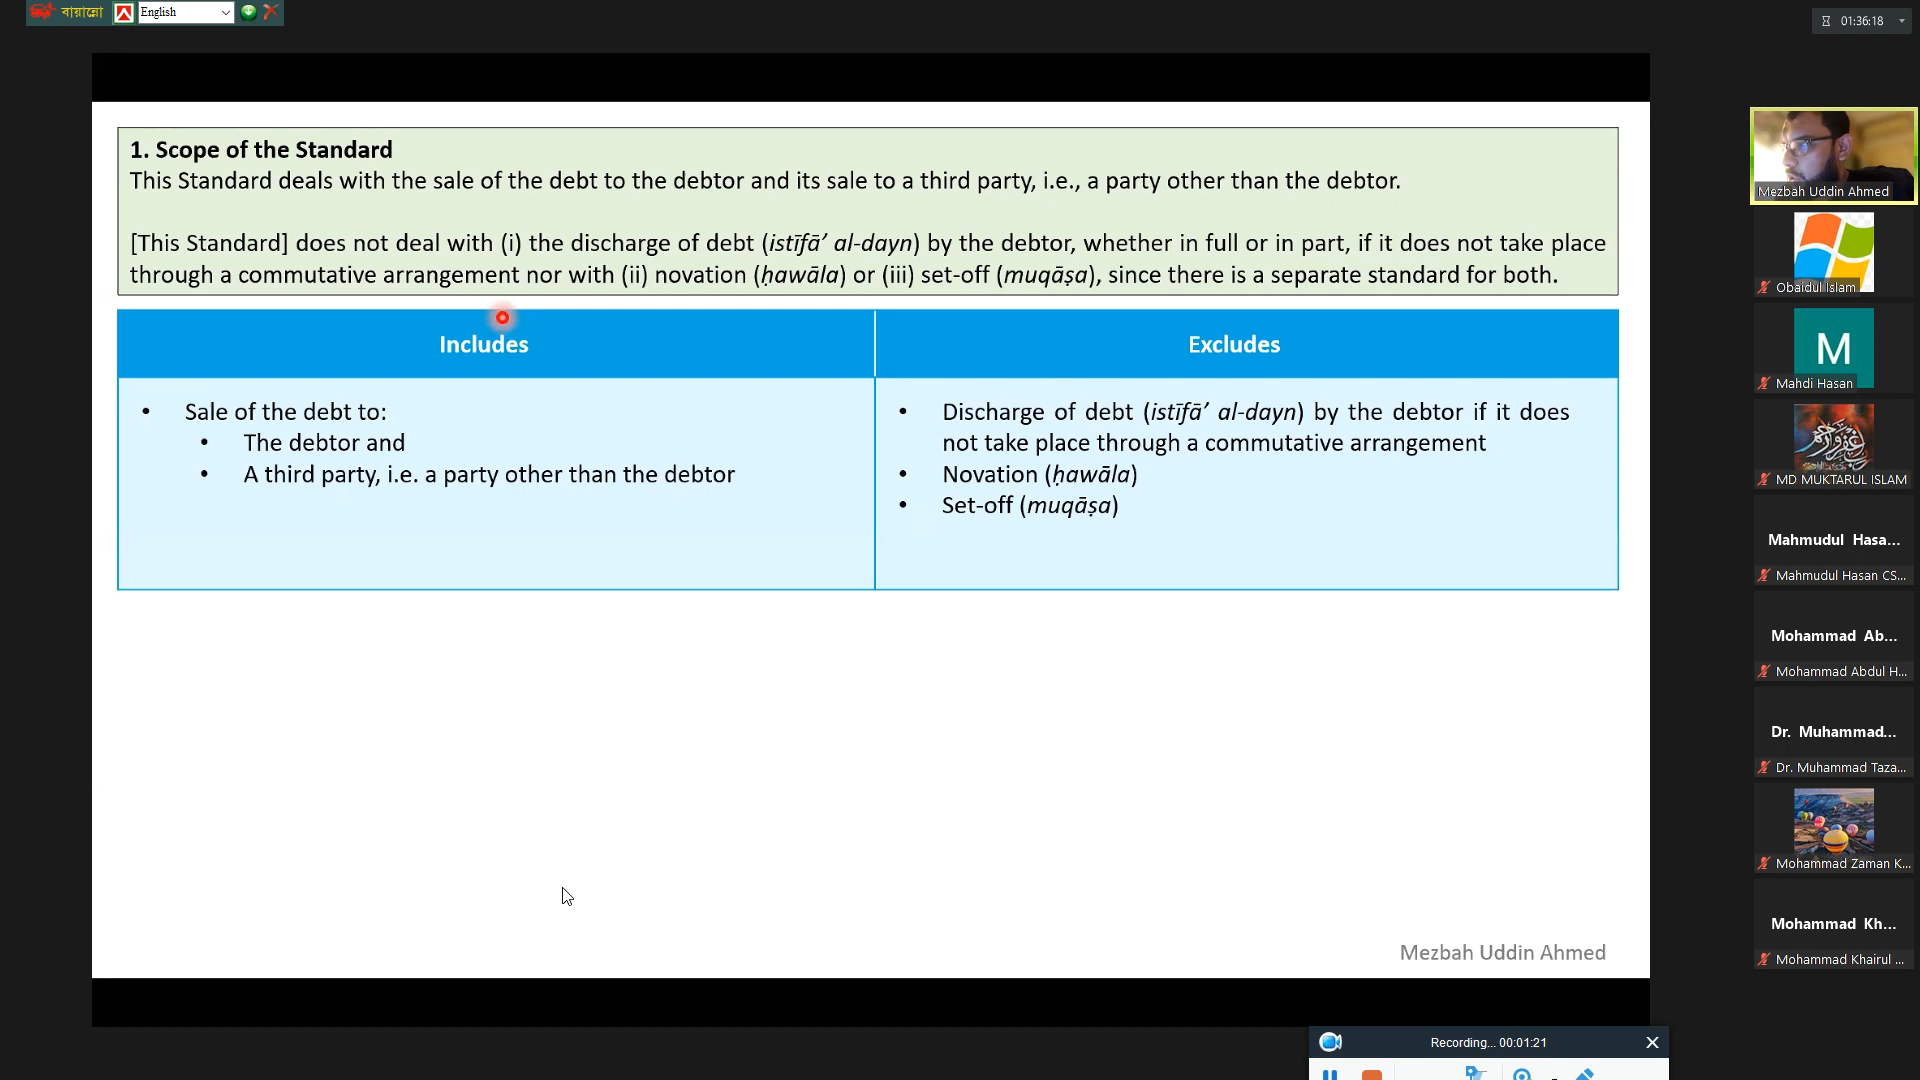 বায়ান্নো
English
01:36:18
1. Scope of the Standard
This Standard deals with the sale of the debt to the debtor and its sale to a third party, i.e., a party other than the debtor.
[This Standard] does not deal with (i) the discharge of debt (istīfā’ al-dayn) by the debtor, whether in full or in part, if it does not take place
through a commutative arrangement nor with (ii) novation (ḥawāla) or (iii) set-off (muqāṣa), since there is a separate standard for both.
Includes
Excludes
• Sale of the debt to:
• The debtor and
• A third party, i.e. a party other than the debtor
• Discharge of debt (istīfā’ al-dayn) by the debtor if it does
not take place through a commutative arrangement
• Novation (ḥawāla)
• Set-off (muqāṣa)
Mezbah Uddin Ahmed
Mezbah Uddin Ahmed
Obaidul Islam
M
Mahdi Hasan
MD MUKTARUL ISLAM
Mahmudul Hasa...
Mahmudul Hasan CS...
Mohammad Ab...
Mohammad Abdul H...
Dr. Muhammad...
Dr. Muhammad Taza...
Mohammad Zaman K...
Mohammad Kh...
Mohammad Khairul ...
Recording... 00:01:21